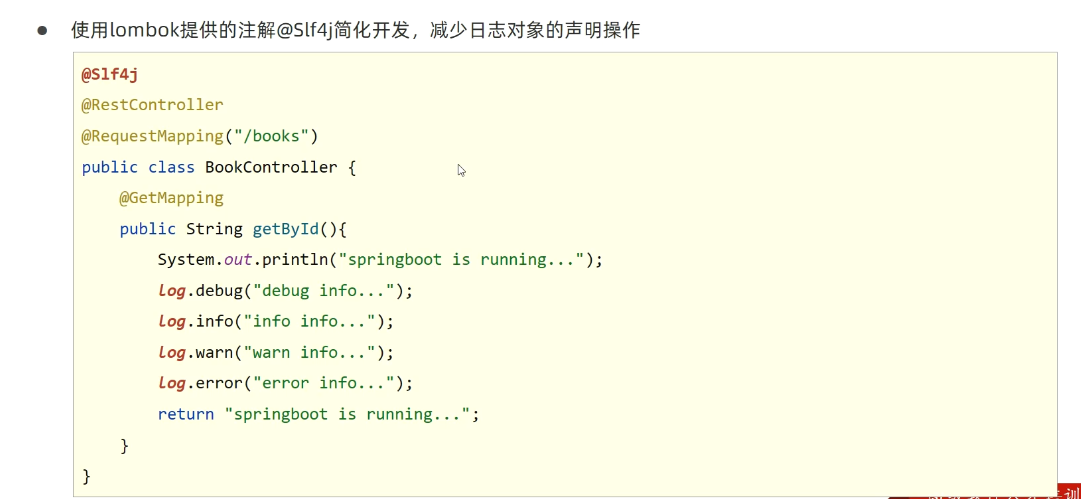 ● 使用lombok提供的注解@Slf4j简化开发，减少日志对象的声明操作
@Slf4j
@RestController
@RequestMapping("/books")
public class BookController {
    @GetMapping
    public String getById(){
        System.out.println("springboot is running...");
        log.debug("debug info...");
        log.info("info info...");
        log.warn("warn info...");
        log.error("error info...");
        return "springboot is running...";
    }
}